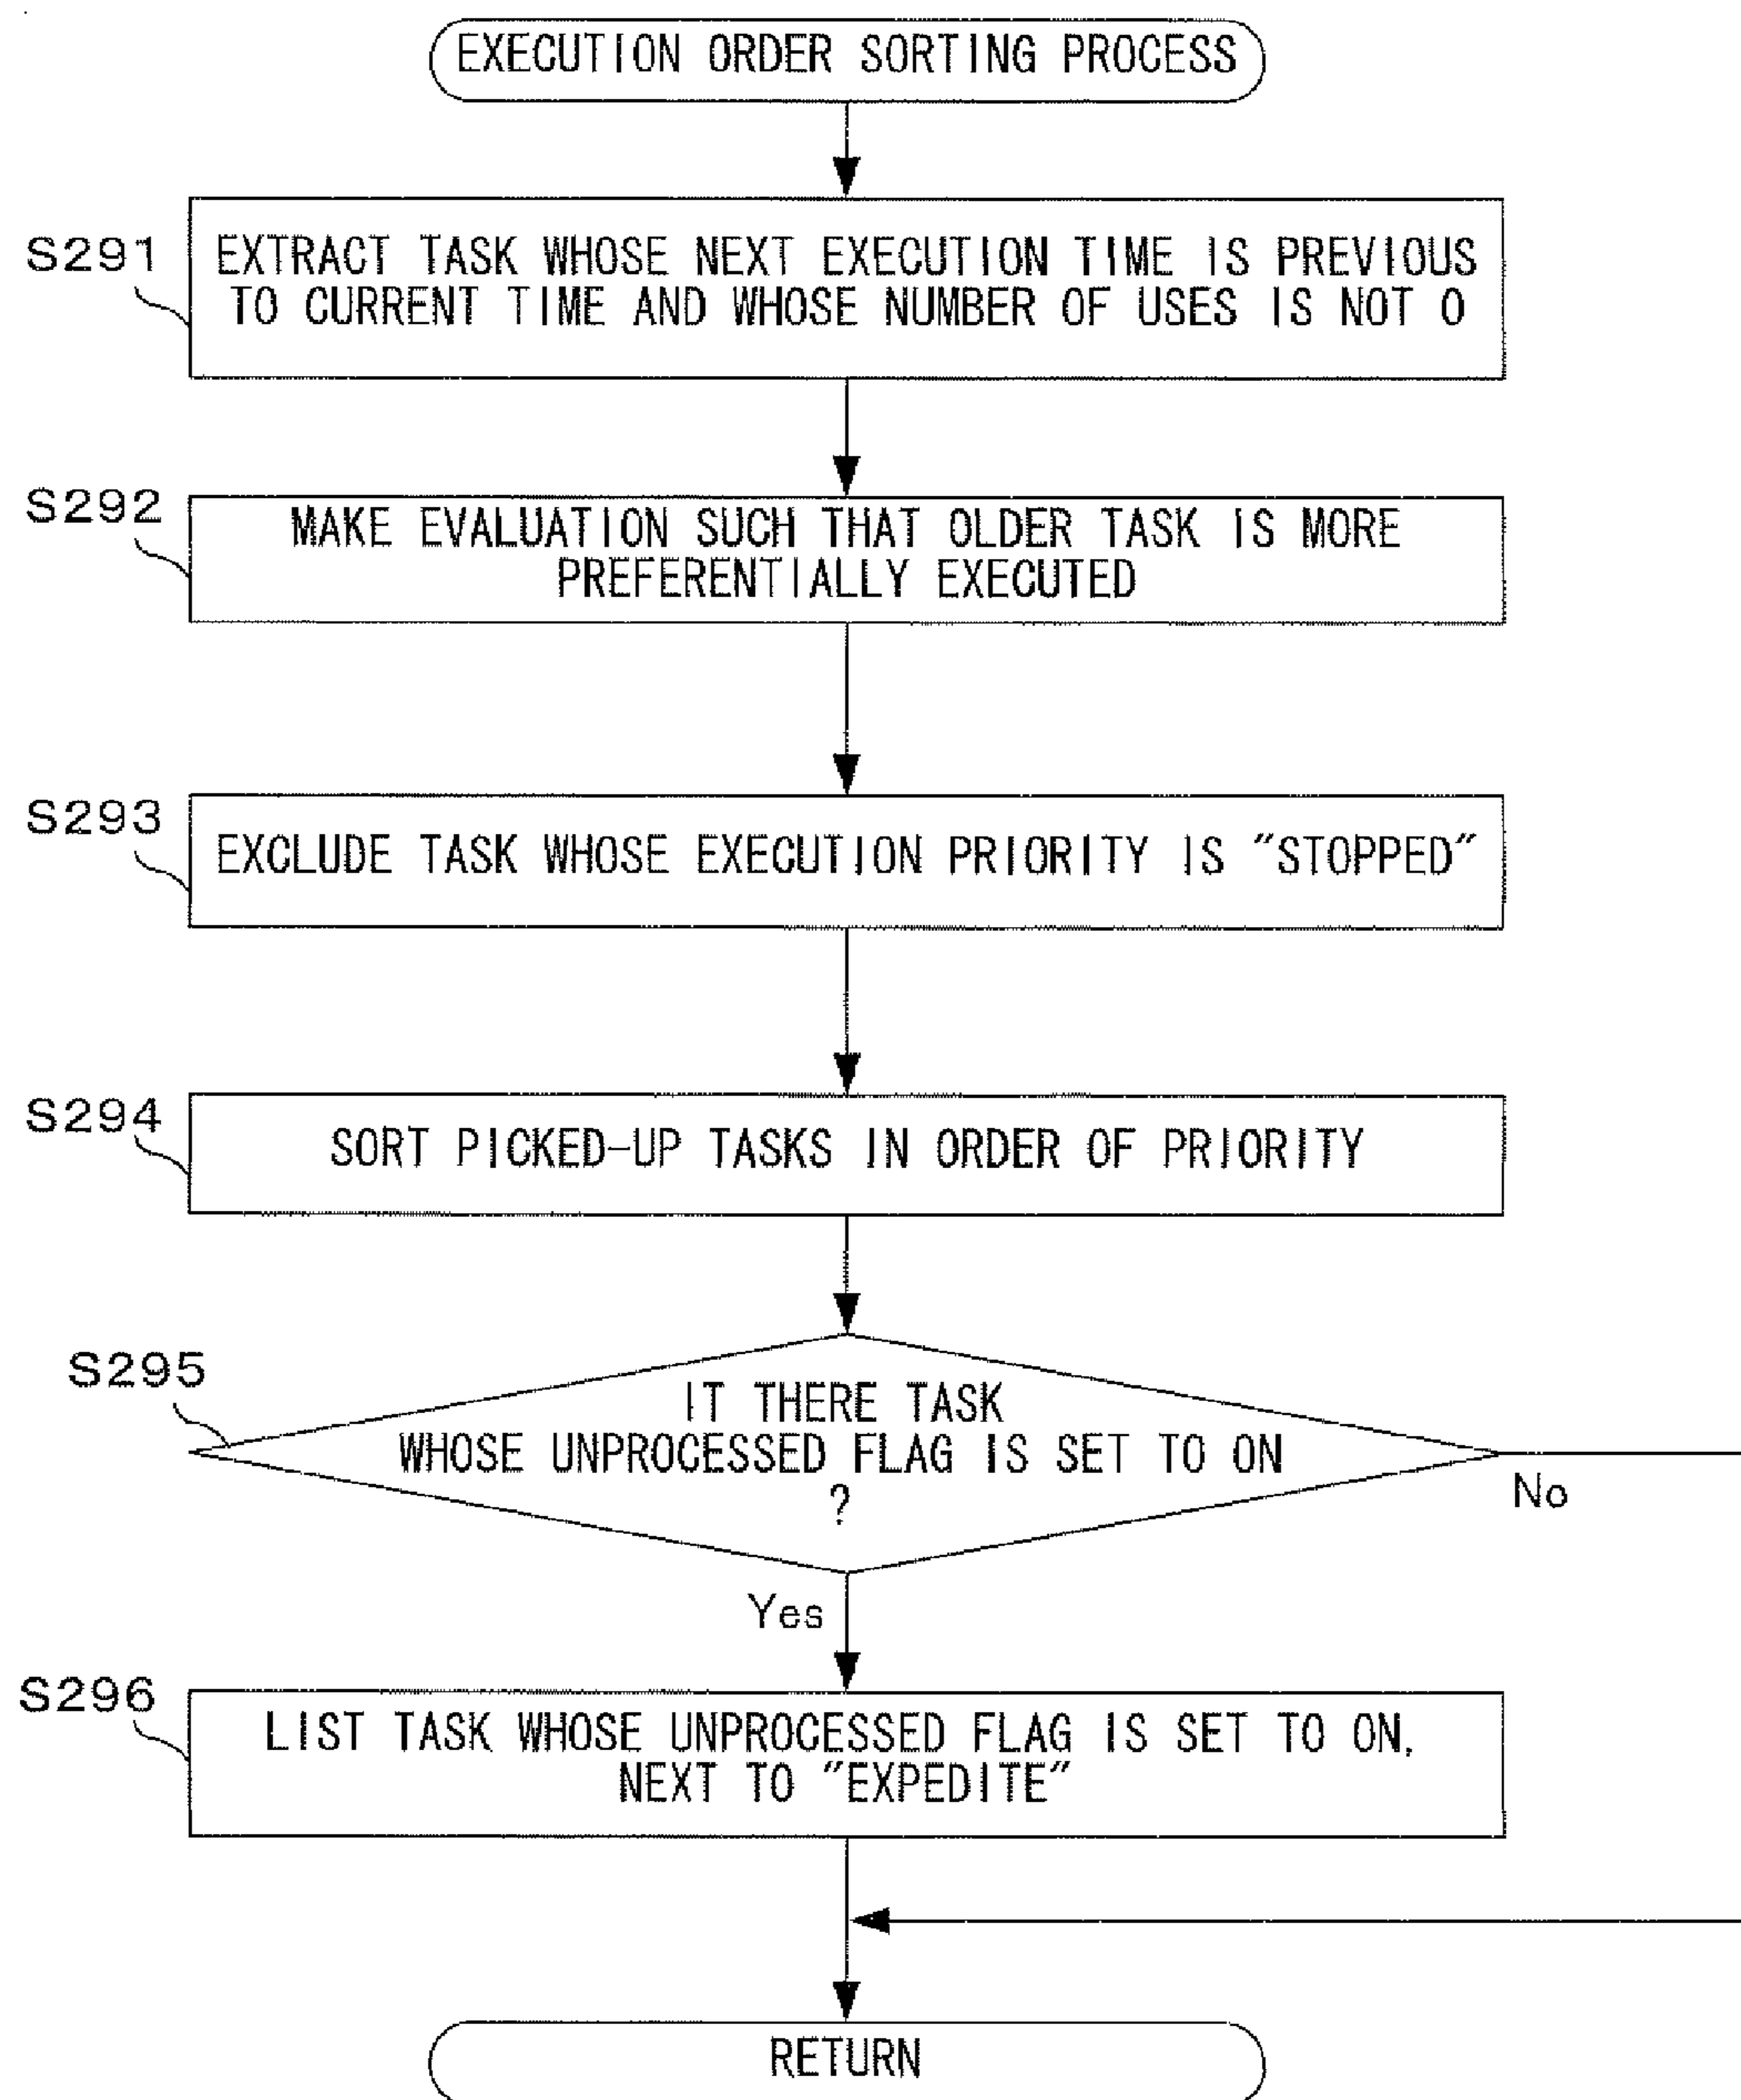 EXECUTION ORDER SORTING PROCESS
S291
EXTRACT TASK WHOSE NEXT EXECUTION TIME IS PREVIOUS
TO CURRENT TIME AND WHOSE NUMBER OF USES IS NOT 0
S292
MAKE EVALUATION SUCH THAT OLDER TASK IS MORE
PREFERENTIALLY EXECUTED
S293
EXCLUDE TASK WHOSE EXECUTION PRIORITY IS "STOPPED"
S294
SORT PICKED-UP TASKS IN ORDER OF PRIORITY
S295
IT THERE TASK
WHOSE UNPROCESSED FLAG IS SET TO ON
?
No
Yes
S296
LIST TASK WHOSE UNPROCESSED FLAG IS SET TO ON,
NEXT TO "EXPEDITE"
RETURN